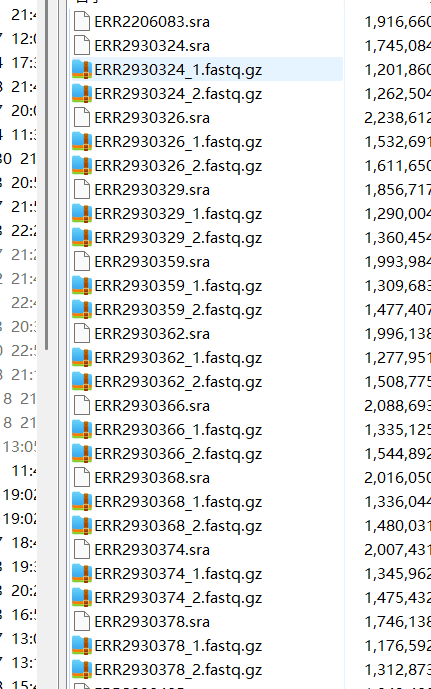 21:4
ERR2206083.sra 1,916,660
7 12:0
ERR2930324.sra 1,745,084
4 17:3
ERR2930324_1.fastq.gz 1,201,860
3 21:4
ERR2930324_2.fastq.gz 1,262,504
7 20:0
ERR2930326.sra 2,238,612
4 11:3
ERR2930326_1.fastq.gz 1,532,691
30 21
ERR2930326_2.fastq.gz 1,611,650
3 20:5
ERR2930329.sra 1,856,717
7 21:5
ERR2930329_1.fastq.gz 1,290,004
3 22:2
ERR2930329_2.fastq.gz 1,360,454
7 21:2
ERR2930359.sra 1,993,984
2 21:4
ERR2930359_1.fastq.gz 1,309,683
22:4
ERR2930359_2.fastq.gz 1,477,407
3 20:3
ERR2930362.sra 1,996,138
0 22:5
ERR2930362_1.fastq.gz 1,277,951
3 21:1
ERR2930362_2.fastq.gz 1,508,775
8 21
ERR2930366.sra 2,088,693
8 21
ERR2930366_1.fastq.gz 1,335,125
13:05
ERR2930366_2.fastq.gz 1,544,892
11:4
ERR2930368.sra 2,016,050
19:02
ERR2930368_1.fastq.gz 1,336,044
19:02
ERR2930368_2.fastq.gz 1,480,031
7 18:4
ERR2930374.sra 2,007,431
3 19:3
ERR2930374_1.fastq.gz 1,345,962
3 20:2
ERR2930374_2.fastq.gz 1,475,432
3 16:5
ERR2930378.sra 1,746,138
7 13:0
ERR2930378_1.fastq.gz 1,176,592
7 13:1
ERR2930378_2.fastq.gz 1,312,873